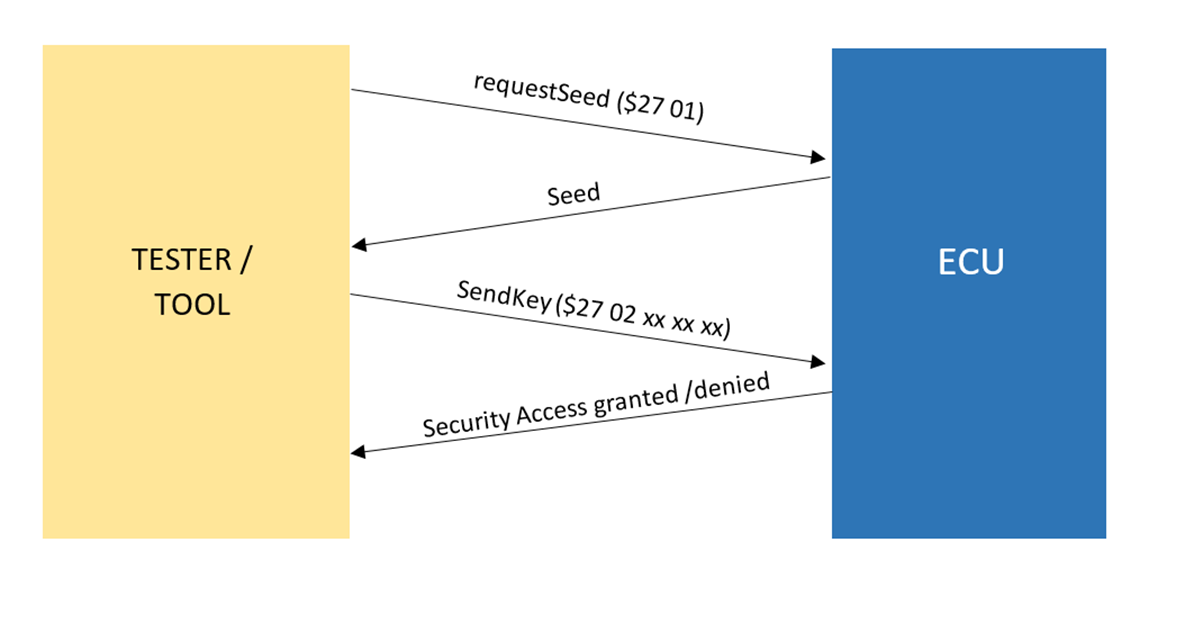 requestSeed ($27 01)
Seed
TESTER /
TOOL
ECU
SendKey ($27 02 xx xx xx)
Security Access granted /denied